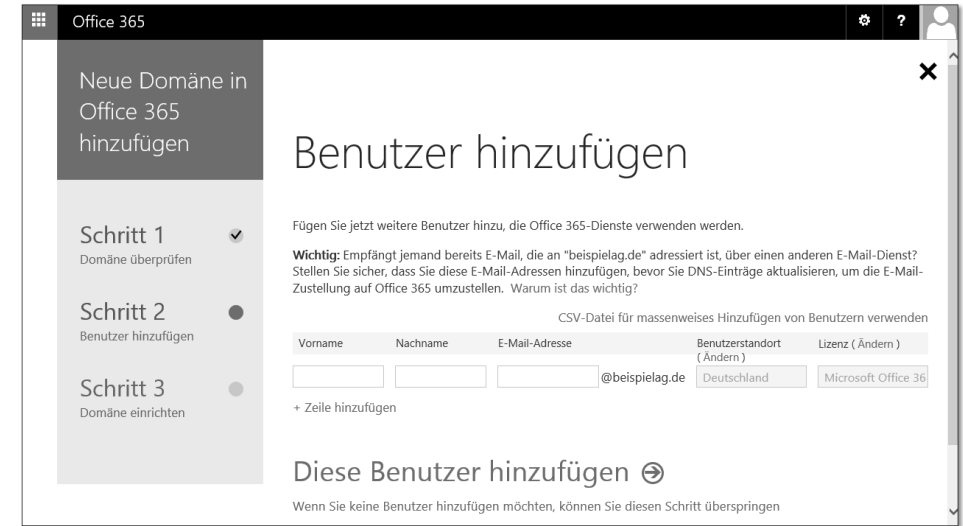 Office 365
?
Neue Domäne in
Office 365
hinzufügen
Schritt 1
Domäne überprüfen
Schritt 2
Benutzer hinzufügen
Schritt 3
Domäne einrichten
Benutzer hinzufügen
Fügen Sie jetzt weitere Benutzer hinzu, die Office 365-Dienste verwenden werden.
Wichtig: Empfängt jemand bereits E-Mail, die an "beispielag.de" adressiert ist, über einen anderen E-Mail-Dienst?
Stellen Sie sicher, dass Sie diese E-Mail-Adressen hinzufügen, bevor Sie DNS-Einträge aktualisieren, um die E-Mail-
Zustellung auf Office 365 umzustellen. Warum ist das wichtig?
CSV-Datei für massenweises Hinzufügen von Benutzern verwenden
Vorname Nachname E-Mail-Adresse Benutzerstandort Lizenz ( Ändern )
( Ändern )
@beispielag.de Deutschland Microsoft Office 36
+ Zeile hinzufügen
Diese Benutzer hinzufügen
Wenn Sie keine Benutzer hinzufügen möchten, können Sie diesen Schritt überspringen